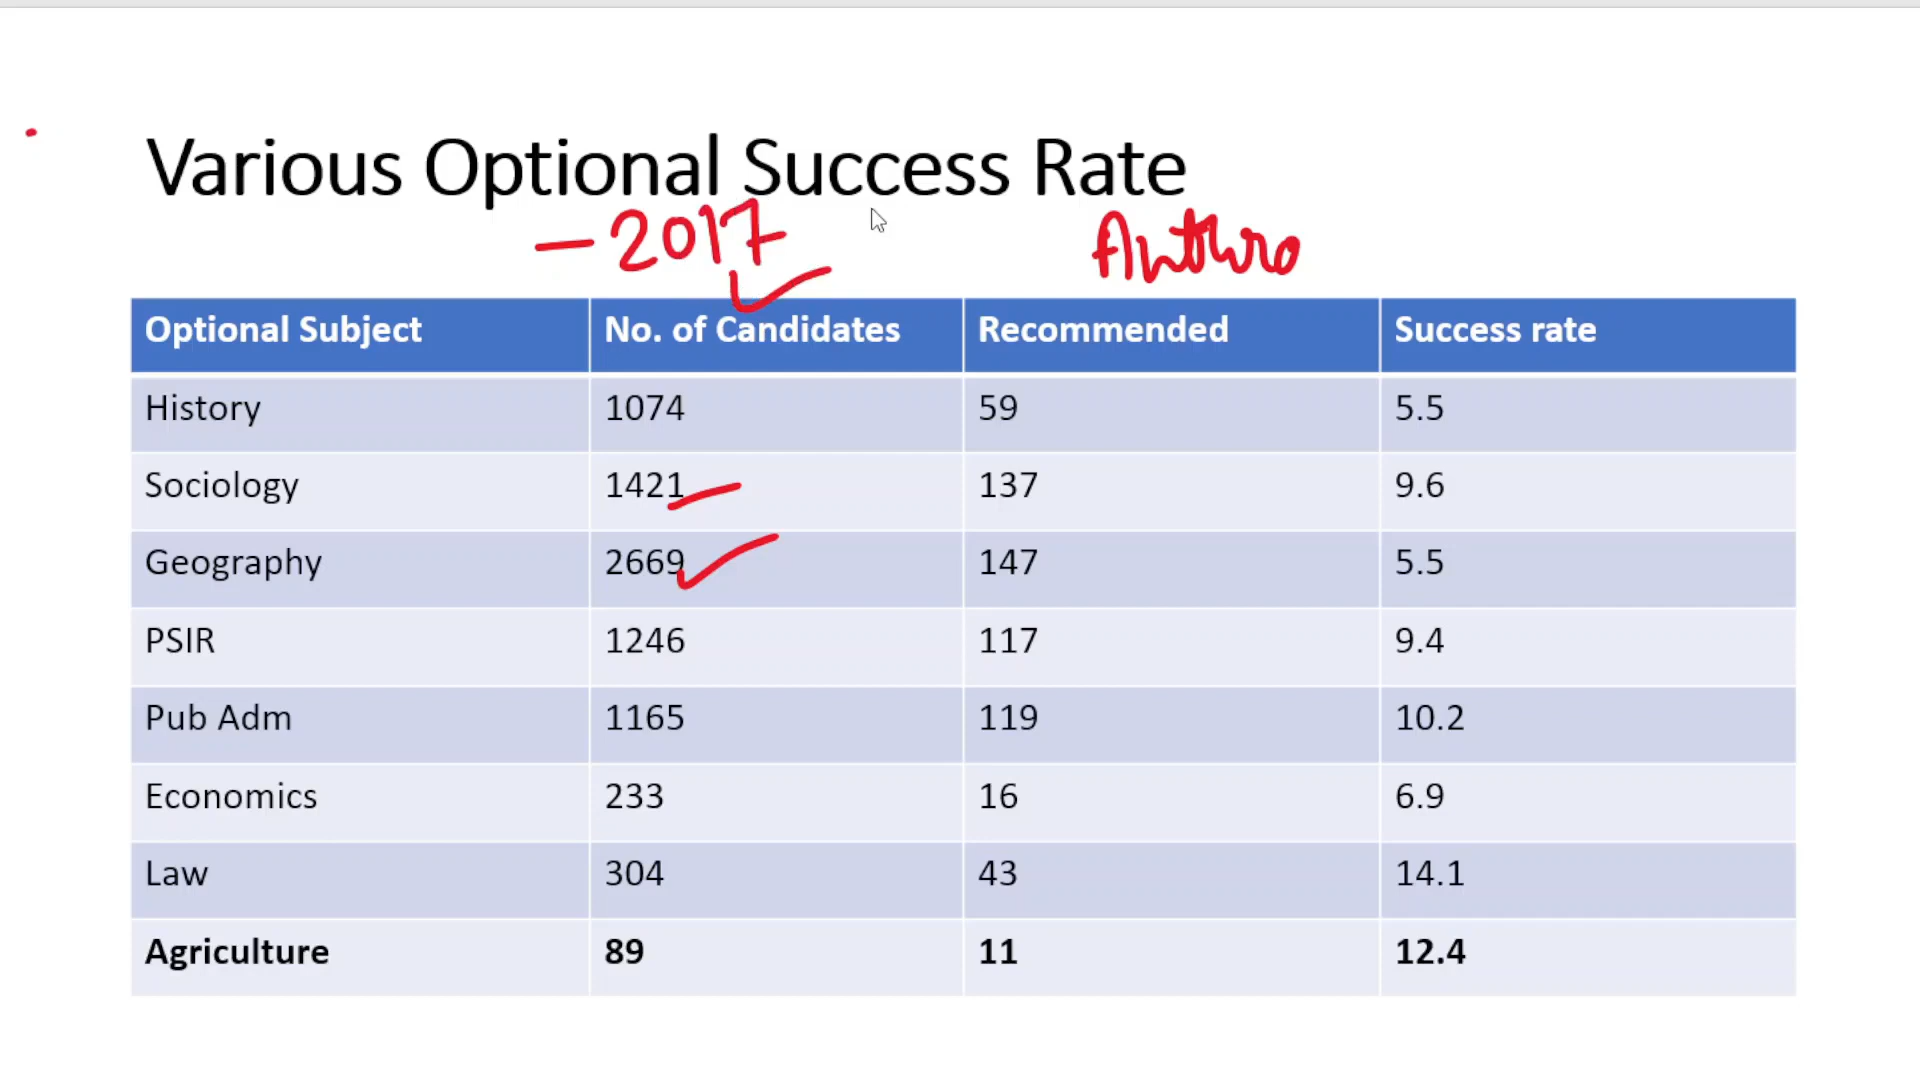 Various Optional Success Rate
– 2017 Anthro
Optional Subject No. of Candidates Recommended Success rate
History 1074 59 5.5
Sociology 1421 137 9.6
Geography 2669 147 5.5
PSIR 1246 117 9.4
Pub Adm 1165 119 10.2
Economics 233 16 6.9
Law 304 43 14.1
Agriculture 89 11 12.4